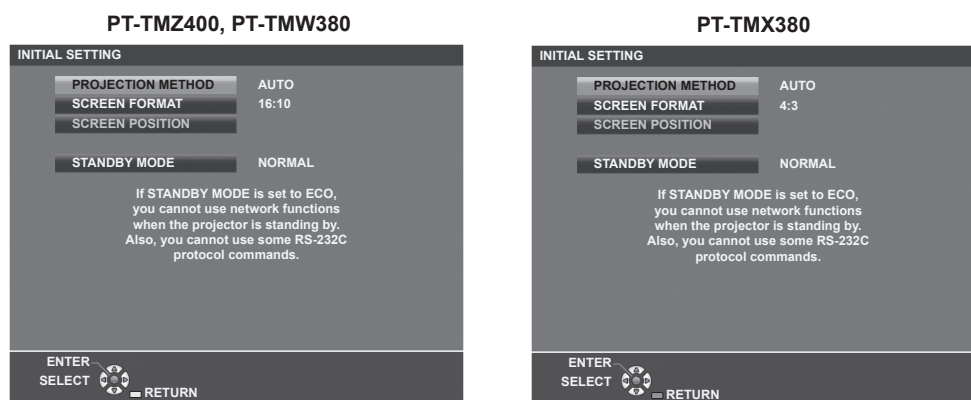 PT-TMZ400, PT-TMW380
INITIAL SETTING
PROJECTION METHOD AUTO
SCREEN FORMAT 16:10
SCREEN POSITION
STANDBY MODE NORMAL
If STANDBY MODE is set to ECO,
you cannot use network functions
when the projector is standing by.
Also, you cannot use some RS-232C
protocol commands.
ENTER
SELECT
RETURN
PT-TMX380
INITIAL SETTING
PROJECTION METHOD AUTO
SCREEN FORMAT 4:3
SCREEN POSITION
STANDBY MODE NORMAL
If STANDBY MODE is set to ECO,
you cannot use network functions
when the projector is standing by.
Also, you cannot use some RS-232C
protocol commands.
ENTER
SELECT
RETURN